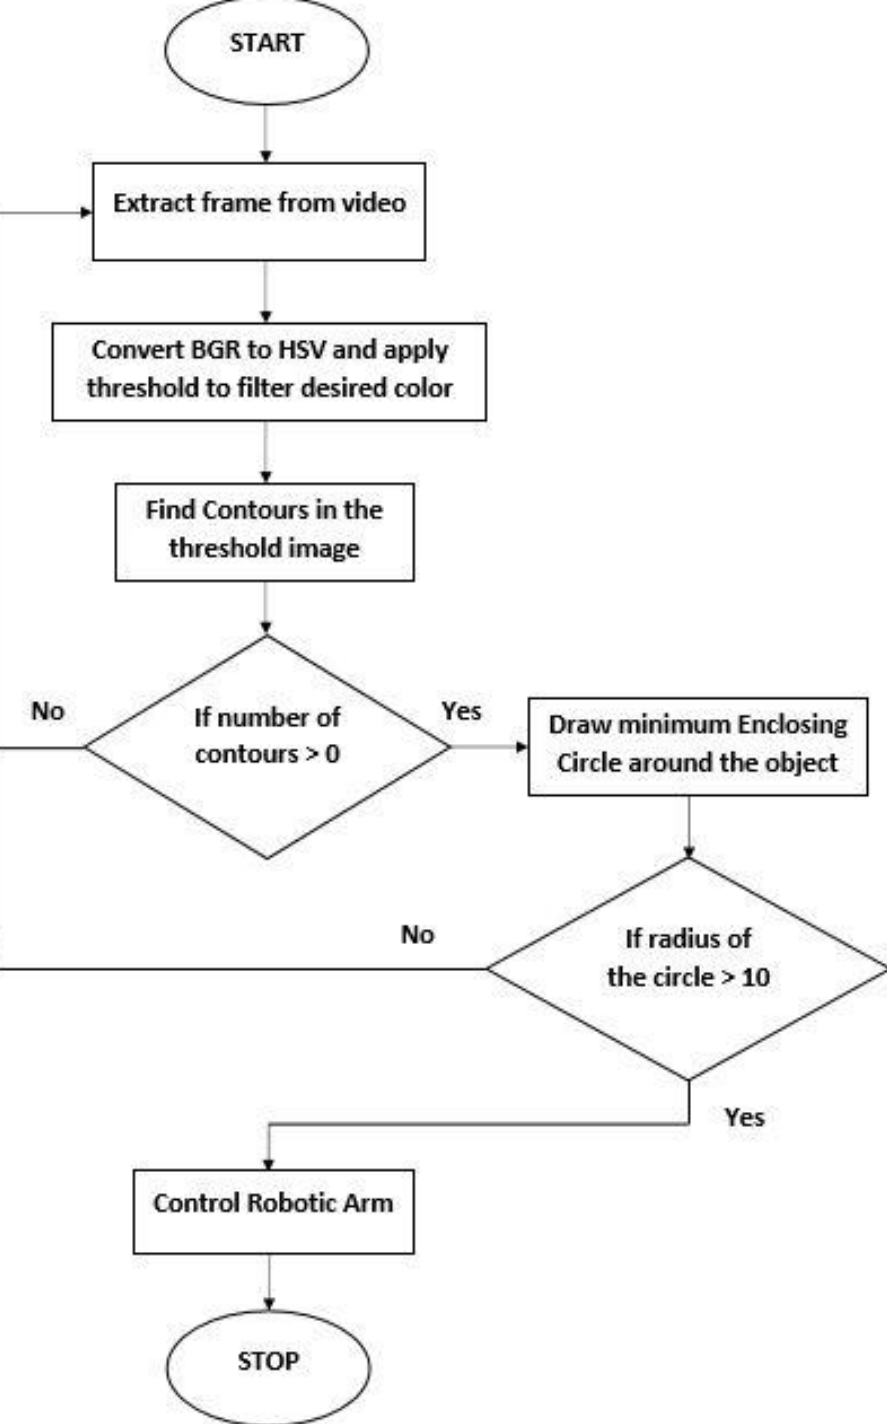 START
Extract frame from video
Convert BGR to HSV and apply
threshold to filter desired color
Find Contours in the
threshold image
If number of
contours > 0
No
Yes
Draw minimum Enclosing
Circle around the object
If radius of
the circle > 10
No
Yes
Control Robotic Arm
STOP